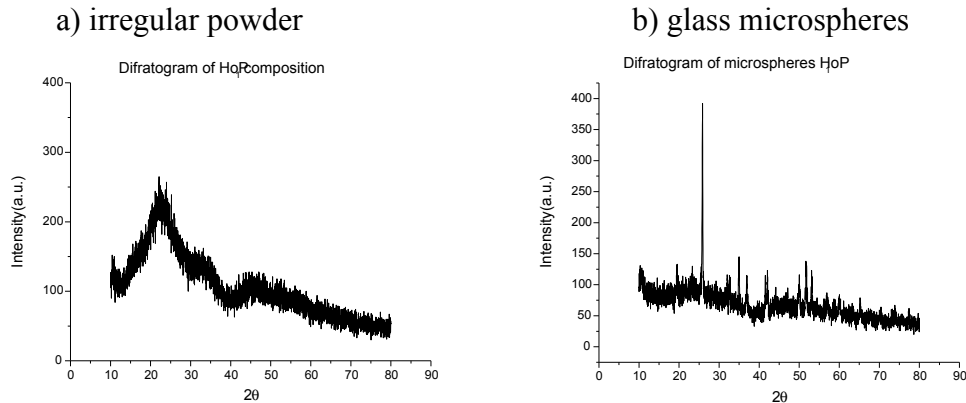 a) irregular powder
Difratogram of HoP composition
400
300
200
100
0
Intensity(a.u.)
0 10 20 30 40 50 60 70 80 90
2θ
b) glass microspheres
Difratogram of microspheres HoP
400
350
300
250
200
150
100
50
0
Intensity(a.u.)
0 10 20 30 40 50 60 70 80 90
2θ